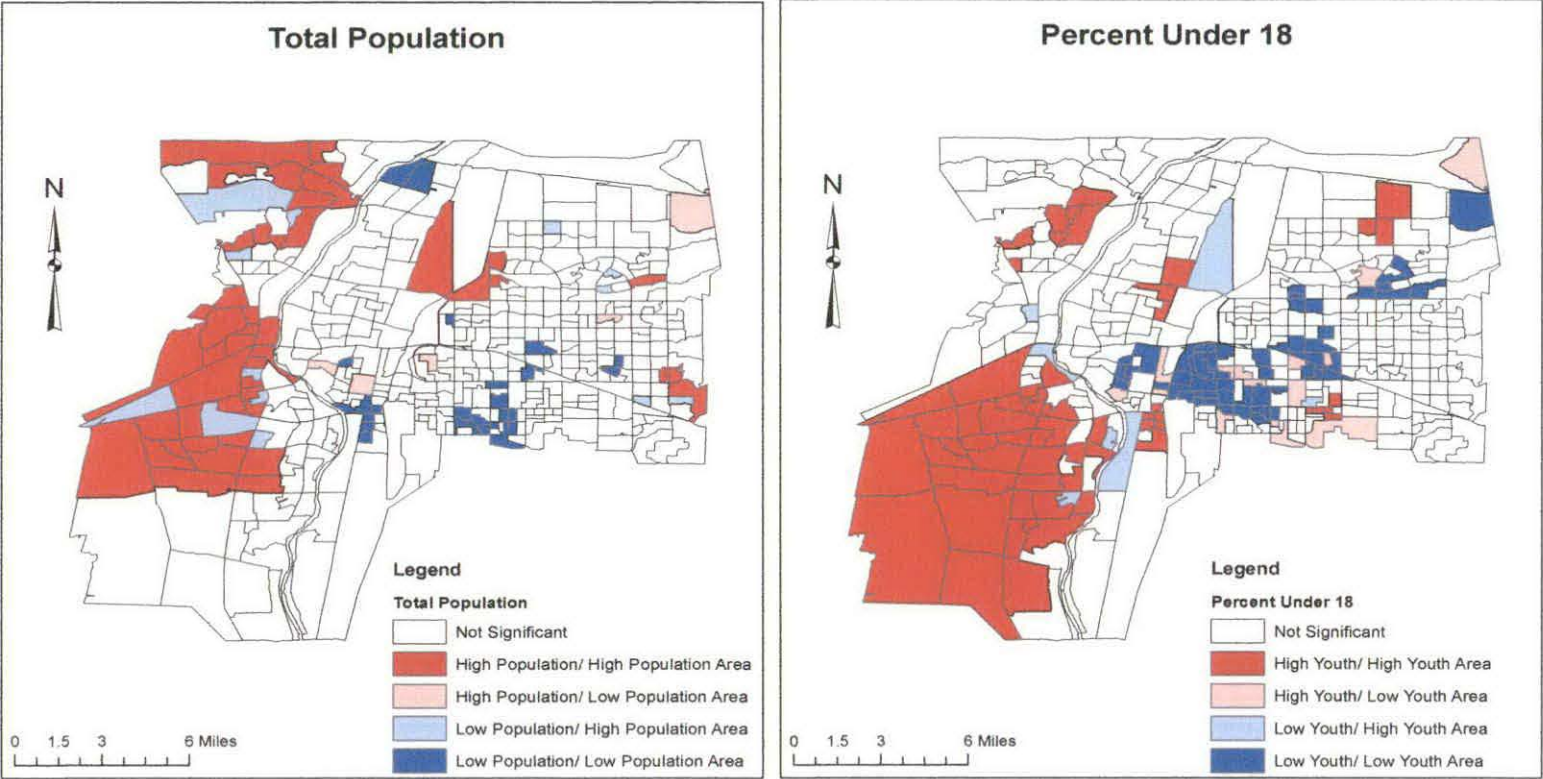 Total Population
N
Legend
Total Population
Not Significant
High Population/ High Population Area
High Population/ Low Population Area
Low Population/ High Population Area
Low Population/ Low Population Area
0 1.5 3 6 Miles
Percent Under 18
N
Legend
Percent Under 18
Not Significant
High Youth/ High Youth Area
High Youth/ Low Youth Area
Low Youth/ High Youth Area
Low Youth/ Low Youth Area
0 1.5 3 6 Miles